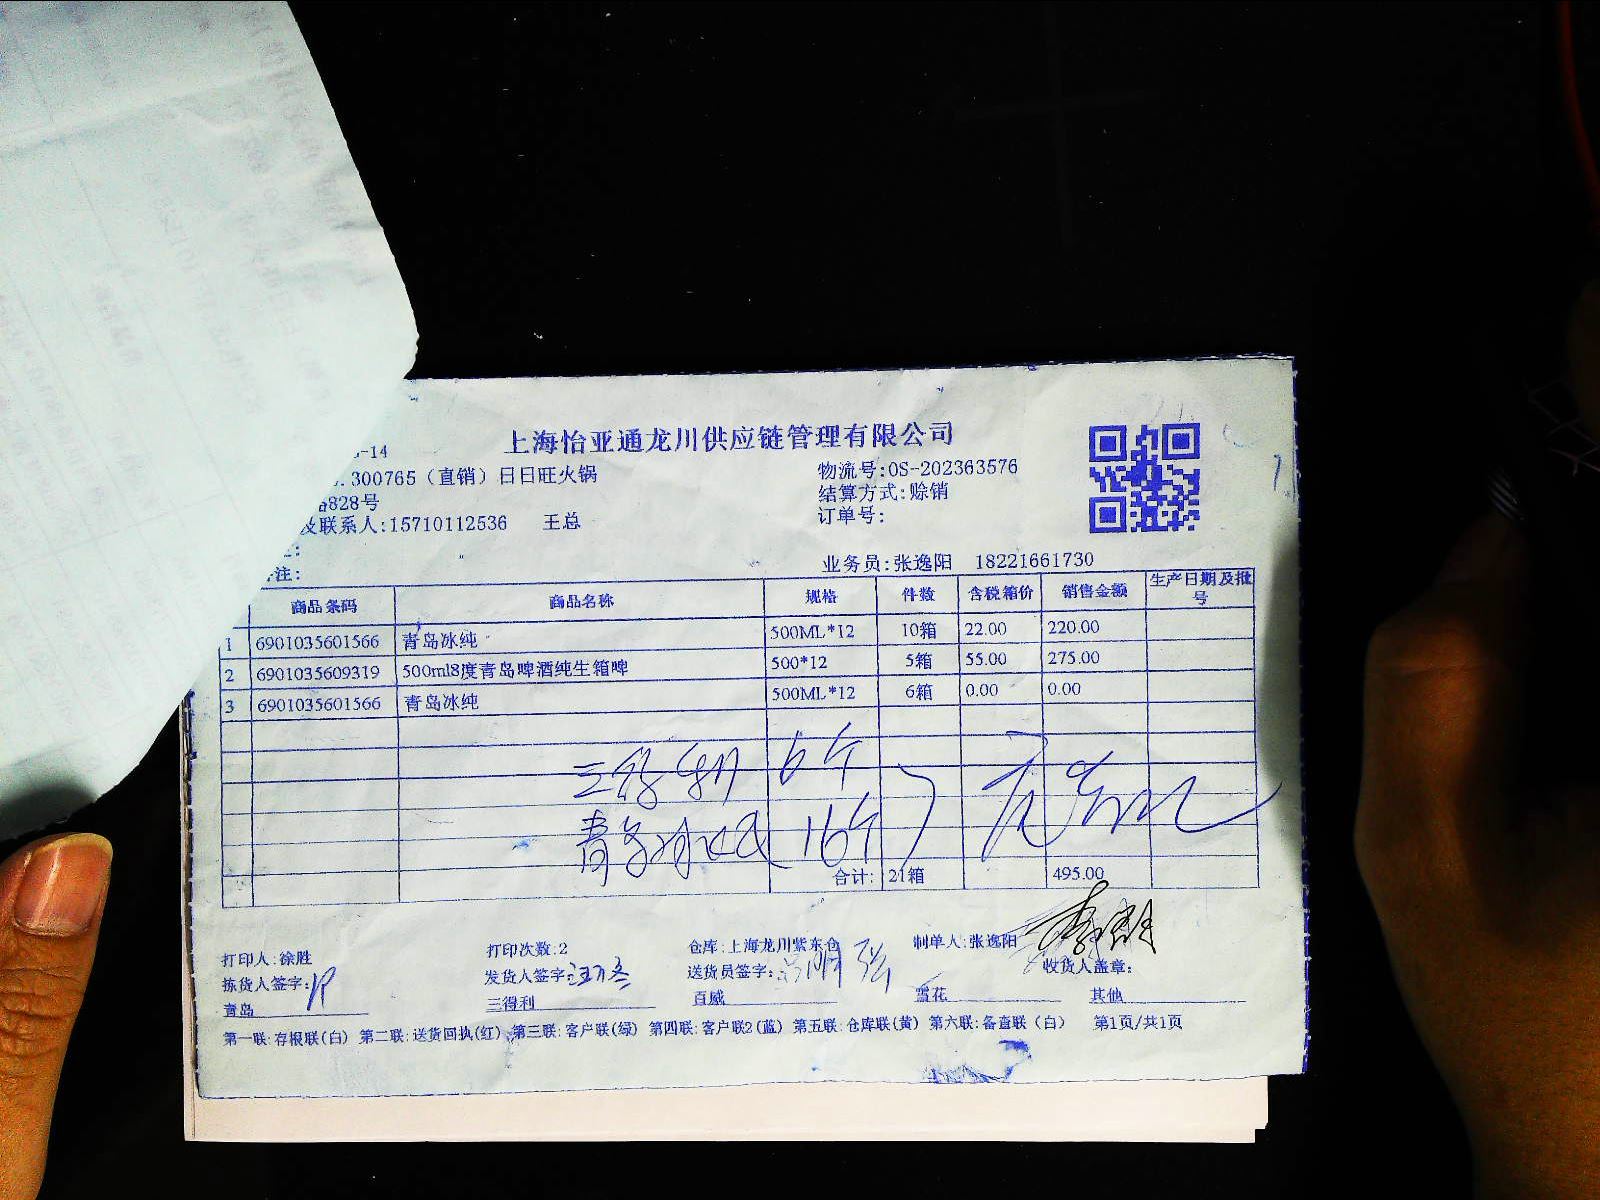 上海怡亚通龙川供应链管理有限公司
-14
300765（直销）日日旺火锅
物流号:OS-202363576
828号
结算方式:赊销
及联系人:15710112536 王总
订单号:
注:
业务员:张逸阳 18221661730
商品条码 商品名称 规格 件数 含税箱价 销售金额 生产日期及批号
1 6901035601566 青岛冰纯 500ML*12 10箱 22.00 220.00
2 6901035609319 500ml8度青岛啤酒纯生箱啤 500*12 5箱 55.00 275.00
3 6901035601566 青岛冰纯 500ML*12 6箱 0.00 0.00
6个
青岛冰 16个
合计: 21箱 495.00
打印人:徐胜 打印次数:2 仓库:上海龙川紫东仓 制单人:张逸阳
拣货人签字: 发货人签字: 送货员签字: 收货人盖章:
青岛 三得利 百威 雪花 其他
第一联:存根联(白) 第二联:送货回执(红) 第三联:客户联(绿) 第四联:客户联2(蓝) 第五联:仓库联(黄) 第六联:备查联（白） 第1页/共1页